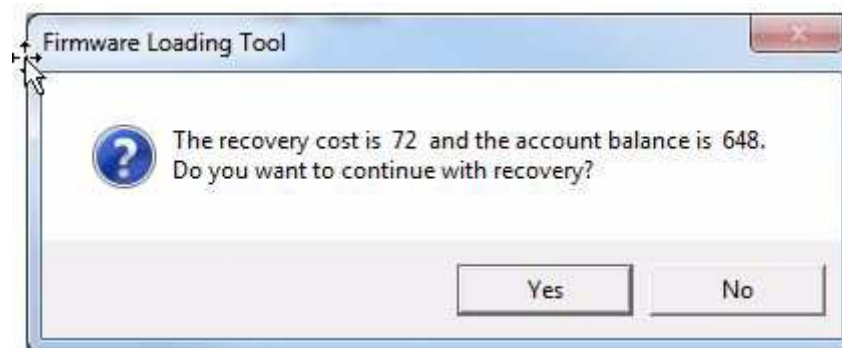 Firmware Loading Tool
The recovery cost is 72 and the account balance is 648.
Do you want to continue with recovery?
Yes No